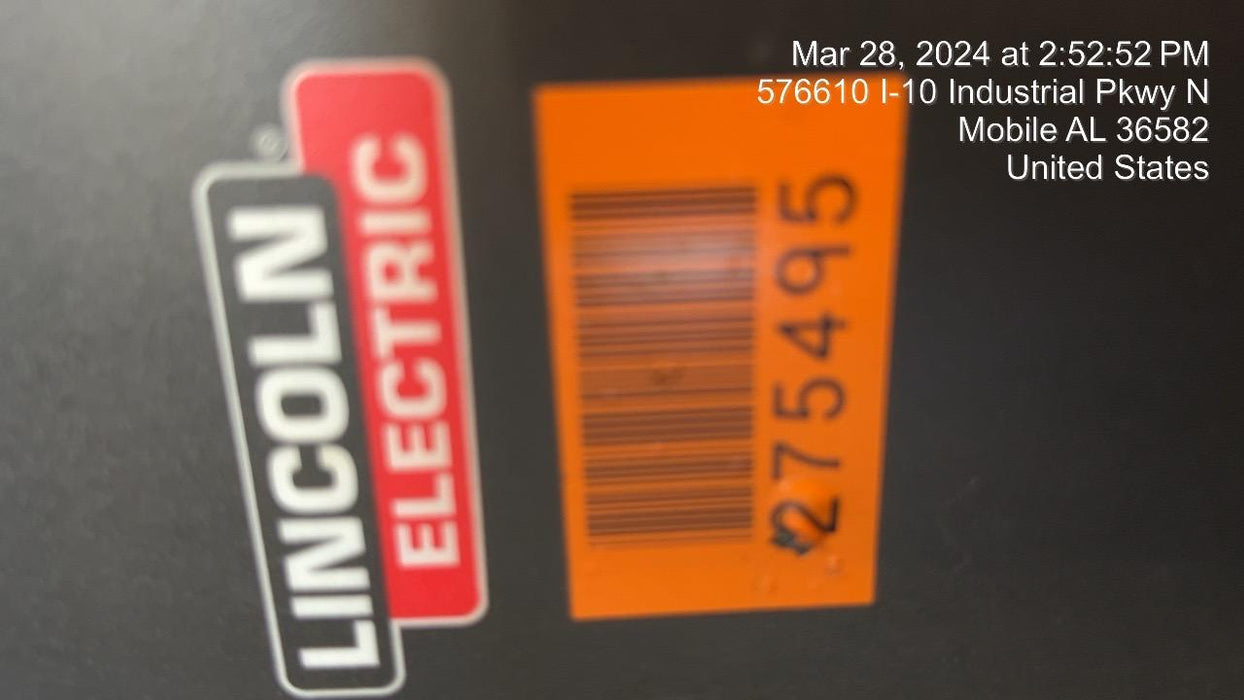 Mar 28, 2024 at 2:52:52 PM
576610 I-10 Industrial Pkwy N
Mobile AL 36582
United States
LINCOLN
ELECTRIC
275495